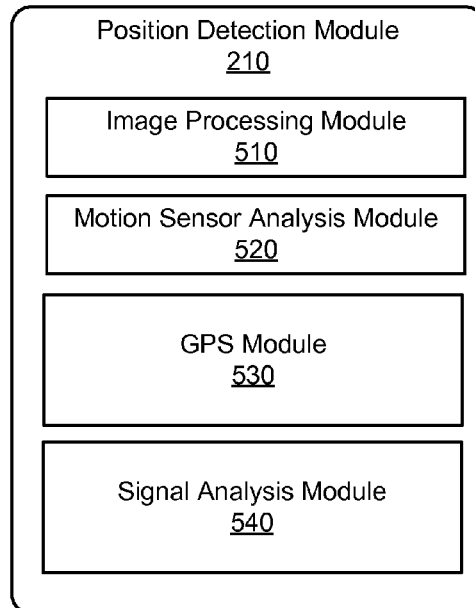 Position Detection Module
210
Image Processing Module
510
Motion Sensor Analysis Module
520
GPS Module
530
Signal Analysis Module
540